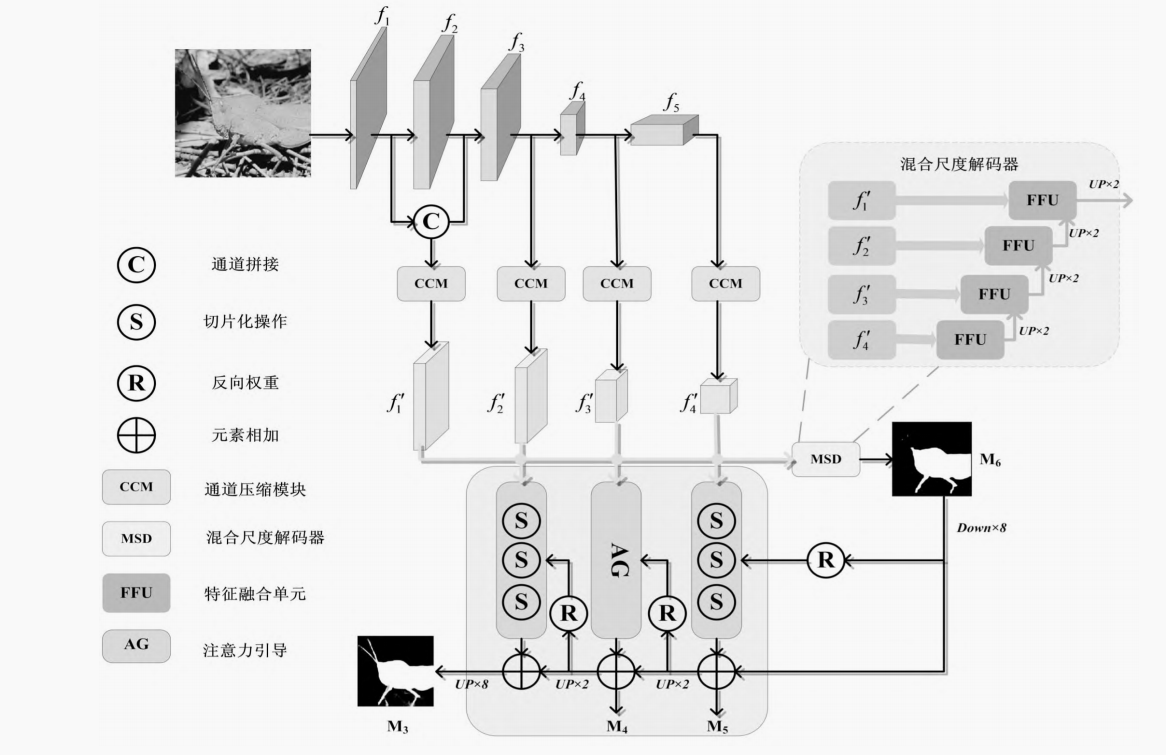 f₁
f₂
f₃
f₄
f₅
C
CCM
CCM
CCM
CCM
f₁′
f₂′
f₃′
f₄′
C 通道拼接
S 切片化操作
R 反向权重
元素相加
CCM 通道压缩模块
MSD 混合尺度解码器
FFU 特征融合单元
AG 注意力引导
混合尺度解码器
f₁′ FFU UP×2
f₂′ FFU UP×2
f₃′ FFU UP×2
f₄′ FFU UP×2
MSD
M₆
Down×8
S
S
S
R
AG
R
S
S
S
R
UP×8
UP×2
UP×2
M₃
M₄
M₅